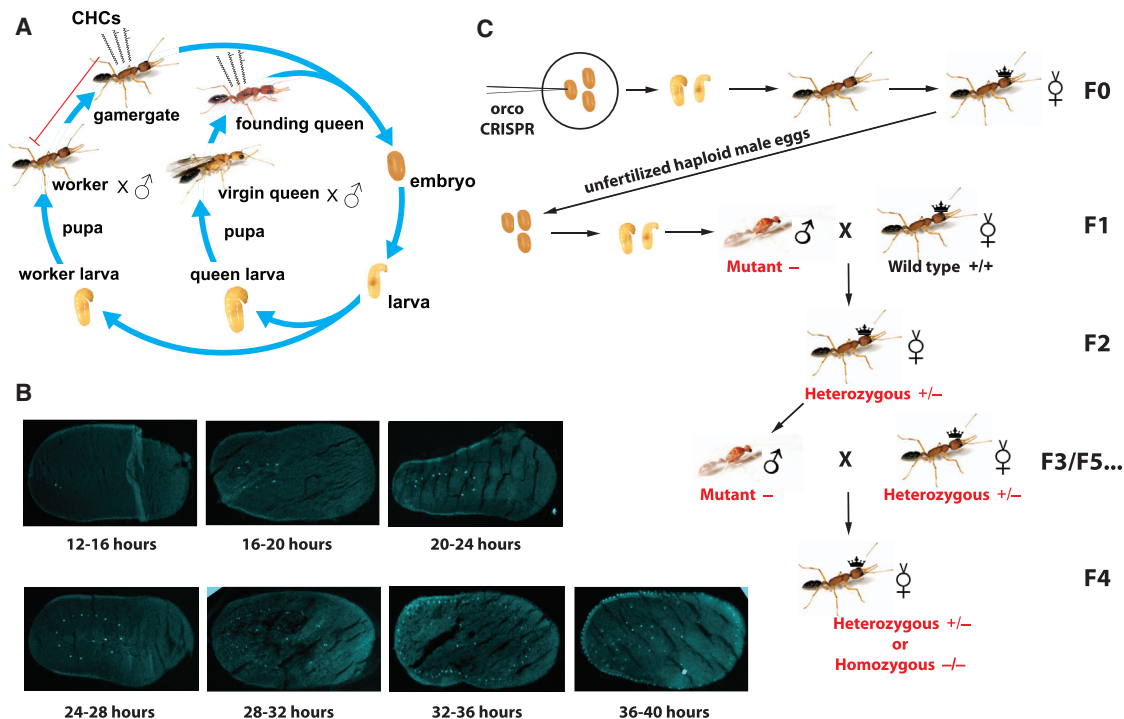 A
CHCs
gamergate
founding queen
worker X ♂
virgin queen X ♂
embryo
pupa
pupa
worker larva
queen larva
larva
B
12-16 hours
16-20 hours
20-24 hours
24-28 hours
28-32 hours
32-36 hours
36-40 hours
C
orco
CRISPR
F0
unfertilized haploid male eggs
F1
♂ X
Mutant –
Wild type +/+
F2
Heterozygous +/–
♂ X
F3/F5...
Mutant –
Heterozygous +/–
F4
Heterozygous +/–
or
Homozygous –/–